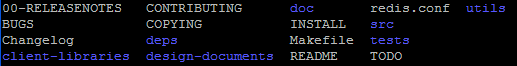 00-RELEASENOTES CONTRIBUTING doc redis.conf utils
BUGS COPYING INSTALL src
Changelog deps Makefile tests
client-libraries design-documents README TODO